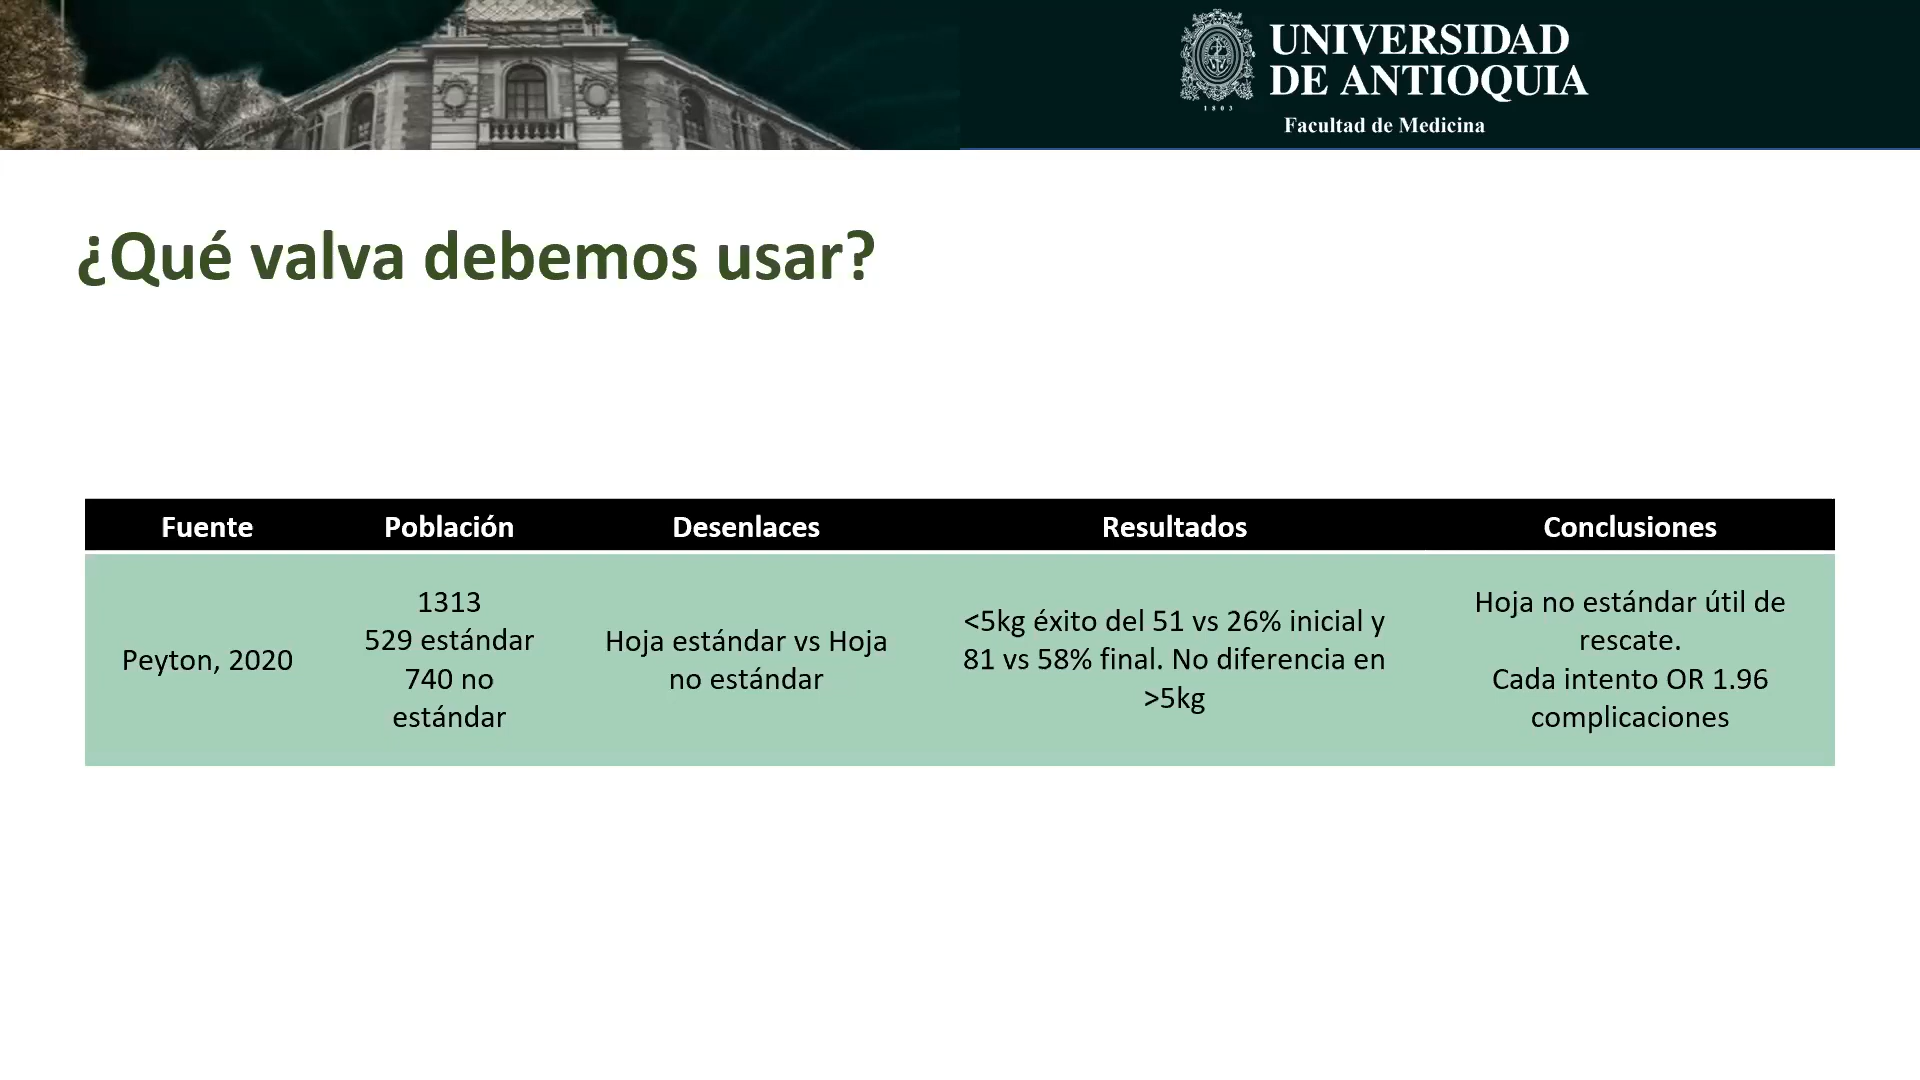 UNIVERSIDAD
DE ANTIOQUIA
1803
Facultad de Medicina
¿Qué valva debemos usar?
Fuente Población Desenlaces Resultados Conclusiones
Peyton, 2020
1313
529 estándar
740 no
estándar
Hoja estándar vs Hoja
no estándar
<5kg éxito del 51 vs 26% inicial y
81 vs 58% final. No diferencia en
>5kg
Hoja no estándar útil de
rescate.
Cada intento OR 1.96
complicaciones